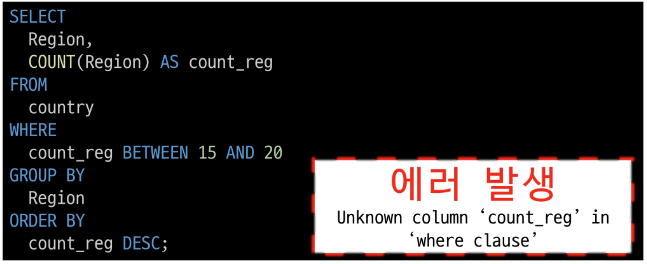 SELECT
Region,
COUNT(Region) AS count_reg
FROM
country
WHERE
count_reg BETWEEN 15 AND 20
GROUP BY
Region
ORDER BY
count_reg DESC;
에러 발생
Unknown column ‘count_reg’ in
‘where clause’